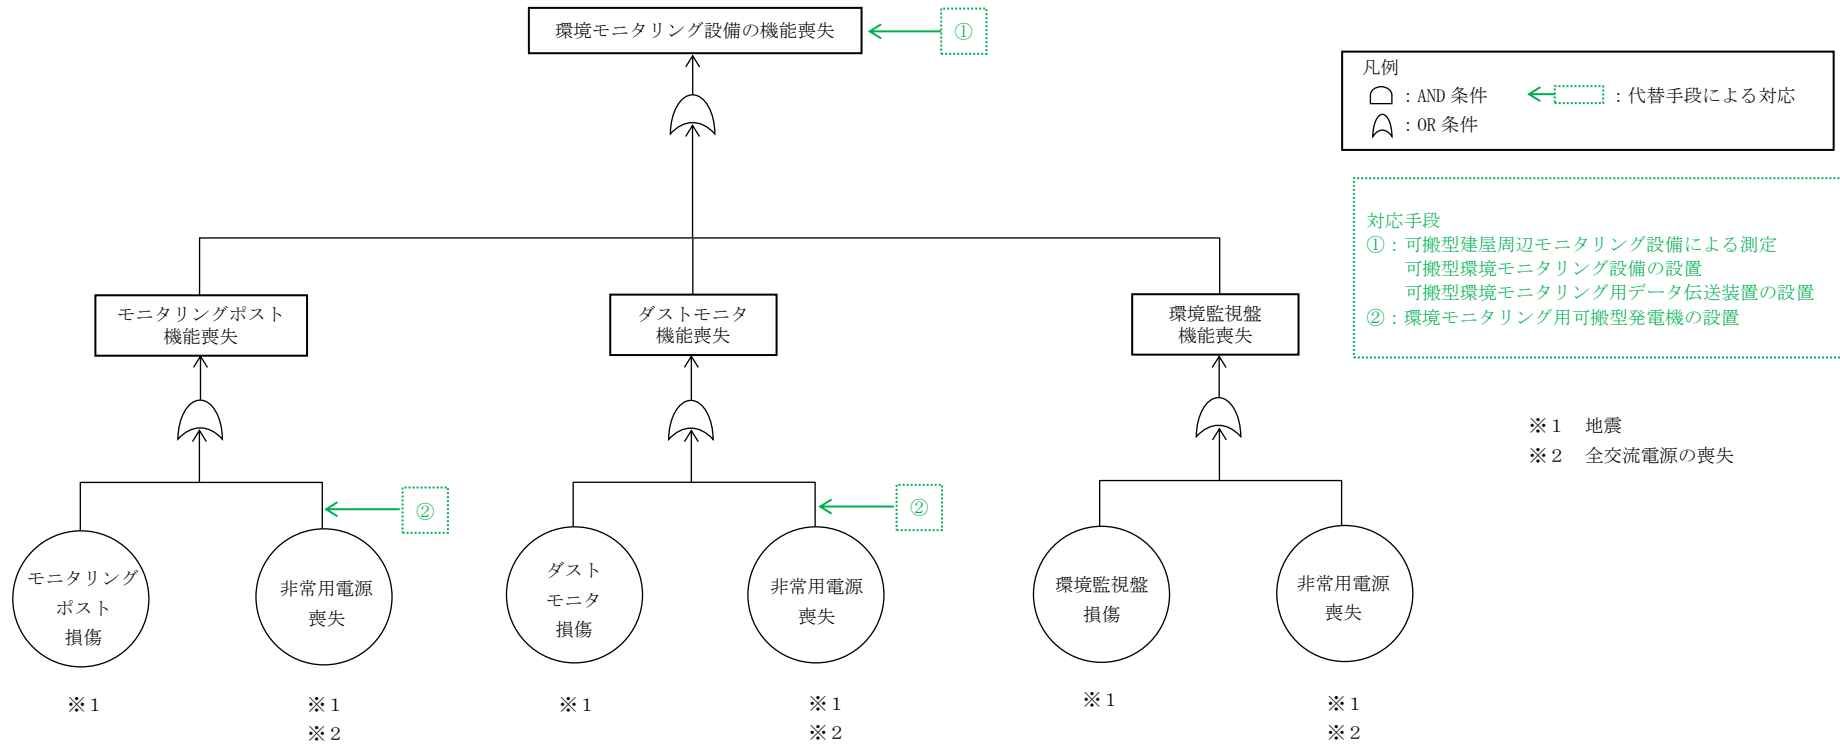 環境モニタリング設備の機能喪失
①
凡例
：AND 条件
：代替手段による対応
：OR 条件
対応手段
①：可搬型建屋周辺モニタリング設備による測定
可搬型環境モニタリング設備の設置
可搬型環境モニタリング用データ伝送装置の設置
②：環境モニタリング用可搬型発電機の設置
モニタリングポスト
機能喪失
ダストモニタ
機能喪失
環境監視盤
機能喪失
※１　地震
※２　全交流電源の喪失
②
②
モニタリング
ポスト
損傷
非常用電源
喪失
ダスト
モニタ
損傷
非常用電源
喪失
環境監視盤
損傷
非常用電源
喪失
※１
※１
※２
※１
※１
※２
※１
※１
※２